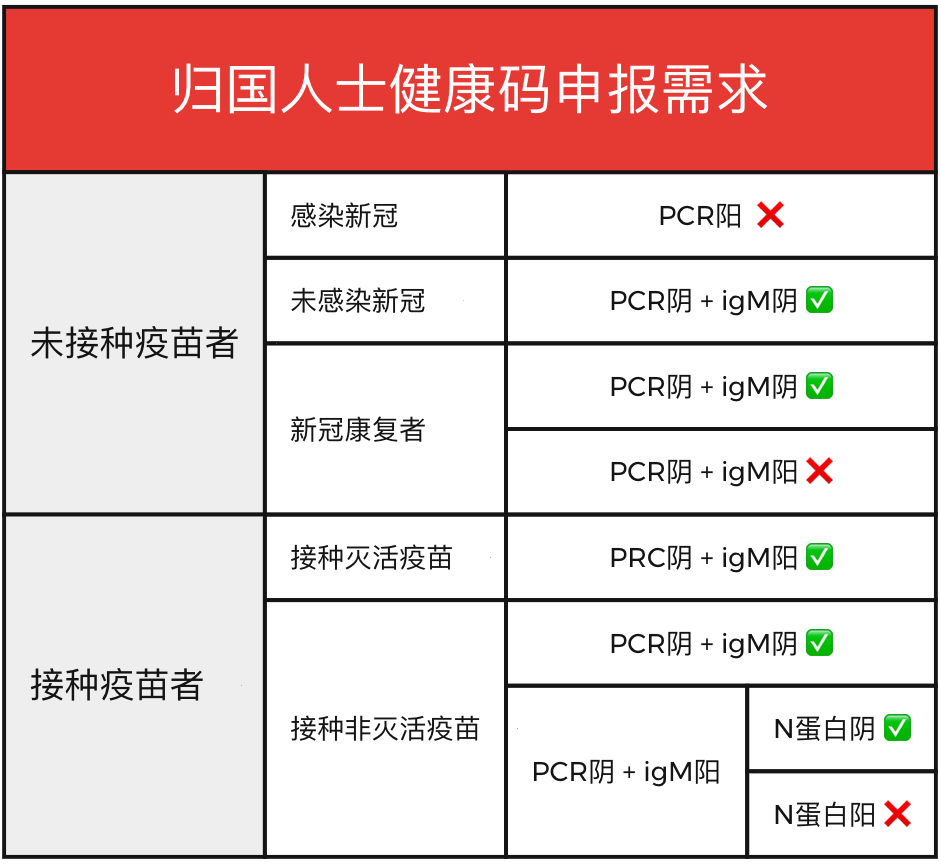 归国人士健康码申报需求
未接种疫苗者
感染新冠
PCR阳 ❌
未感染新冠
PCR阴 + igM阴 ✅
新冠康复者
PCR阴 + igM阴 ✅
PCR阴 + igM阳 ❌
接种疫苗者
接种灭活疫苗
PRC阴 + igM阳 ✅
接种非灭活疫苗
PCR阴 + igM阴 ✅
PCR阴 + igM阳
N蛋白阴 ✅
N蛋白阳 ❌